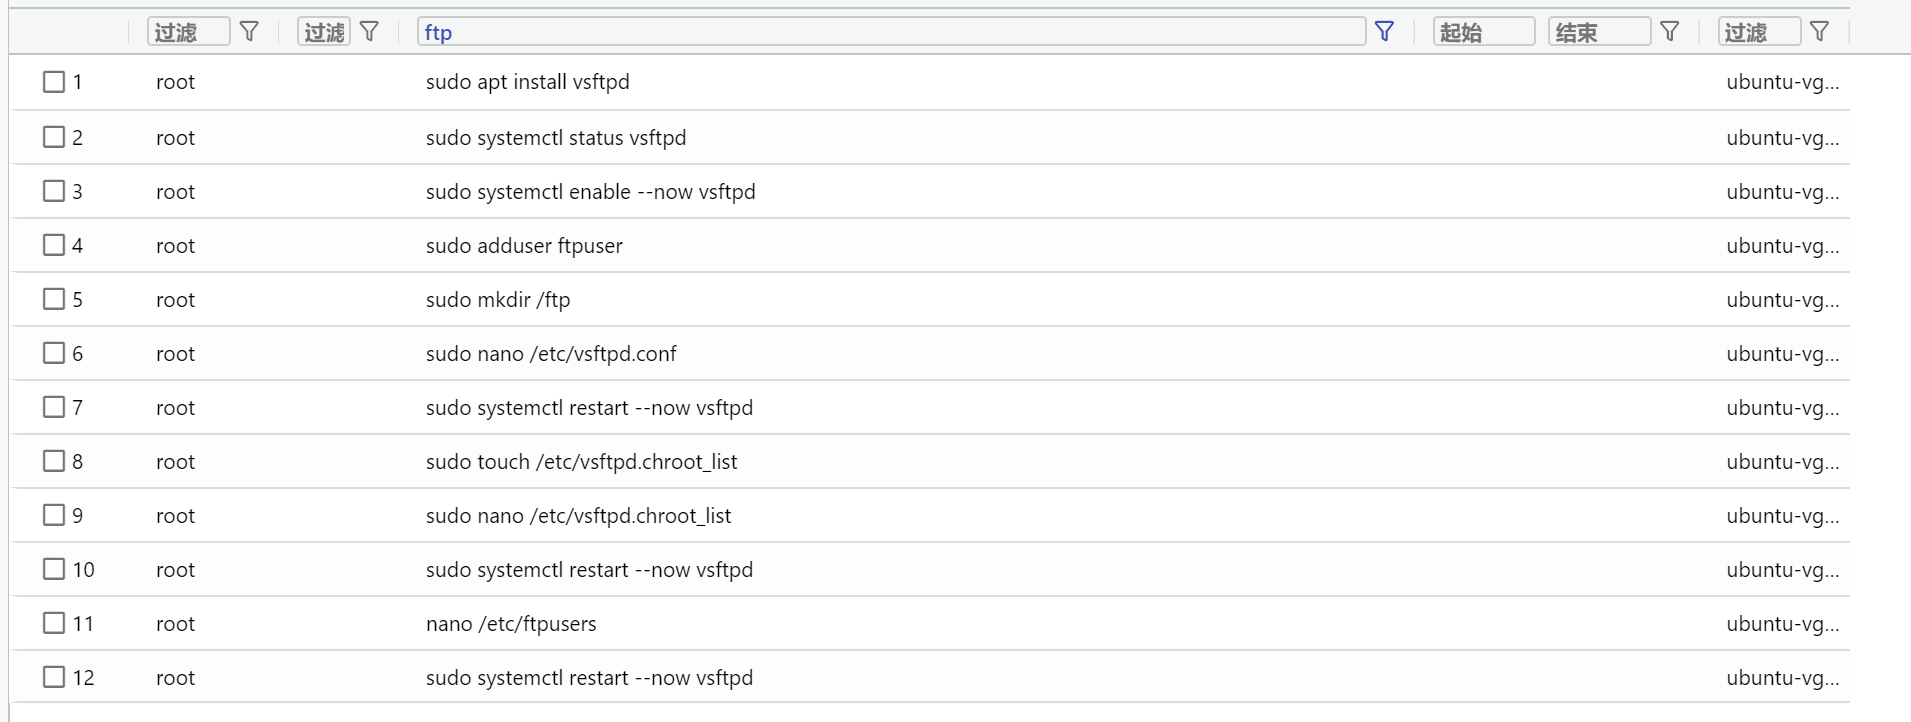 过滤 过滤 ftp 起始 结束 过滤
1 root sudo apt install vsftpd ubuntu-vg...
2 root sudo systemctl status vsftpd ubuntu-vg...
3 root sudo systemctl enable --now vsftpd ubuntu-vg...
4 root sudo adduser ftpuser ubuntu-vg...
5 root sudo mkdir /ftp ubuntu-vg...
6 root sudo nano /etc/vsftpd.conf ubuntu-vg...
7 root sudo systemctl restart --now vsftpd ubuntu-vg...
8 root sudo touch /etc/vsftpd.chroot_list ubuntu-vg...
9 root sudo nano /etc/vsftpd.chroot_list ubuntu-vg...
10 root sudo systemctl restart --now vsftpd ubuntu-vg...
11 root nano /etc/ftpusers ubuntu-vg...
12 root sudo systemctl restart --now vsftpd ubuntu-vg...